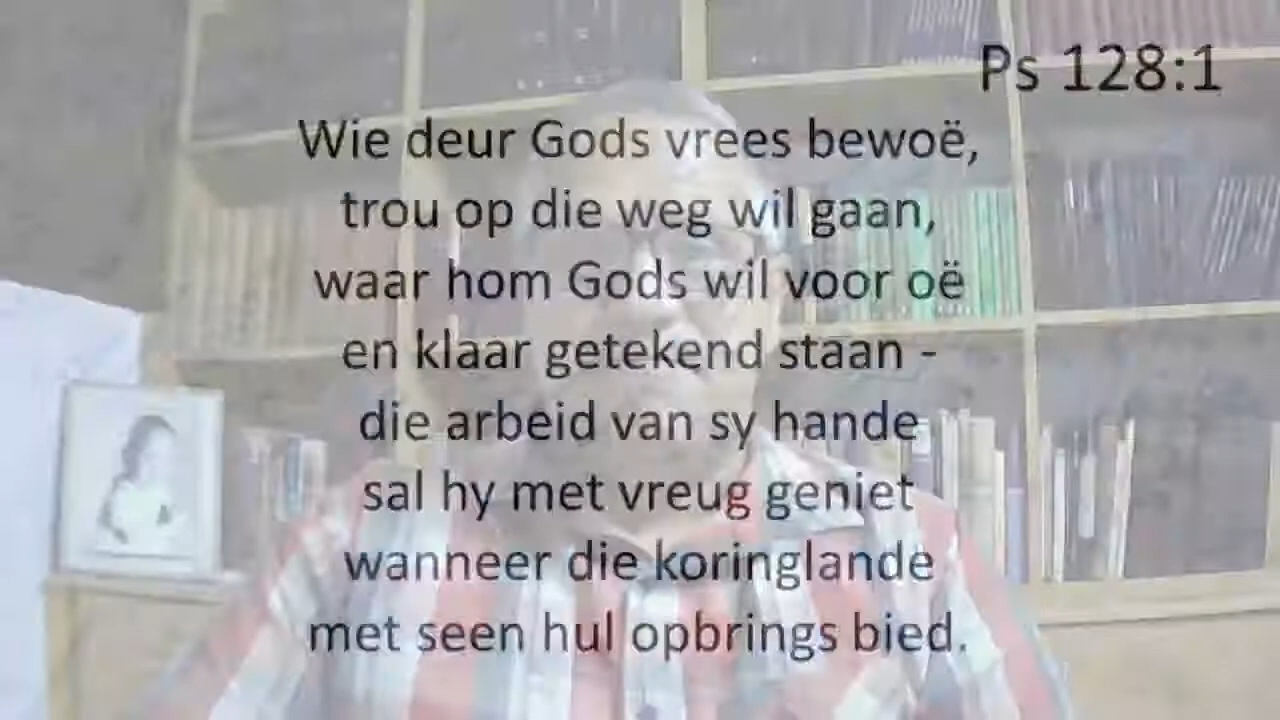 Ps 128:1
Wie deur Gods vrees bewoë,
trou op die weg wil gaan,
waar hom Gods wil voor oë
en klaar getekend staan -
die arbeid van sy hande
sal hy met vreug geniet
wanneer die koringlande
met seen hul opbrings bied.